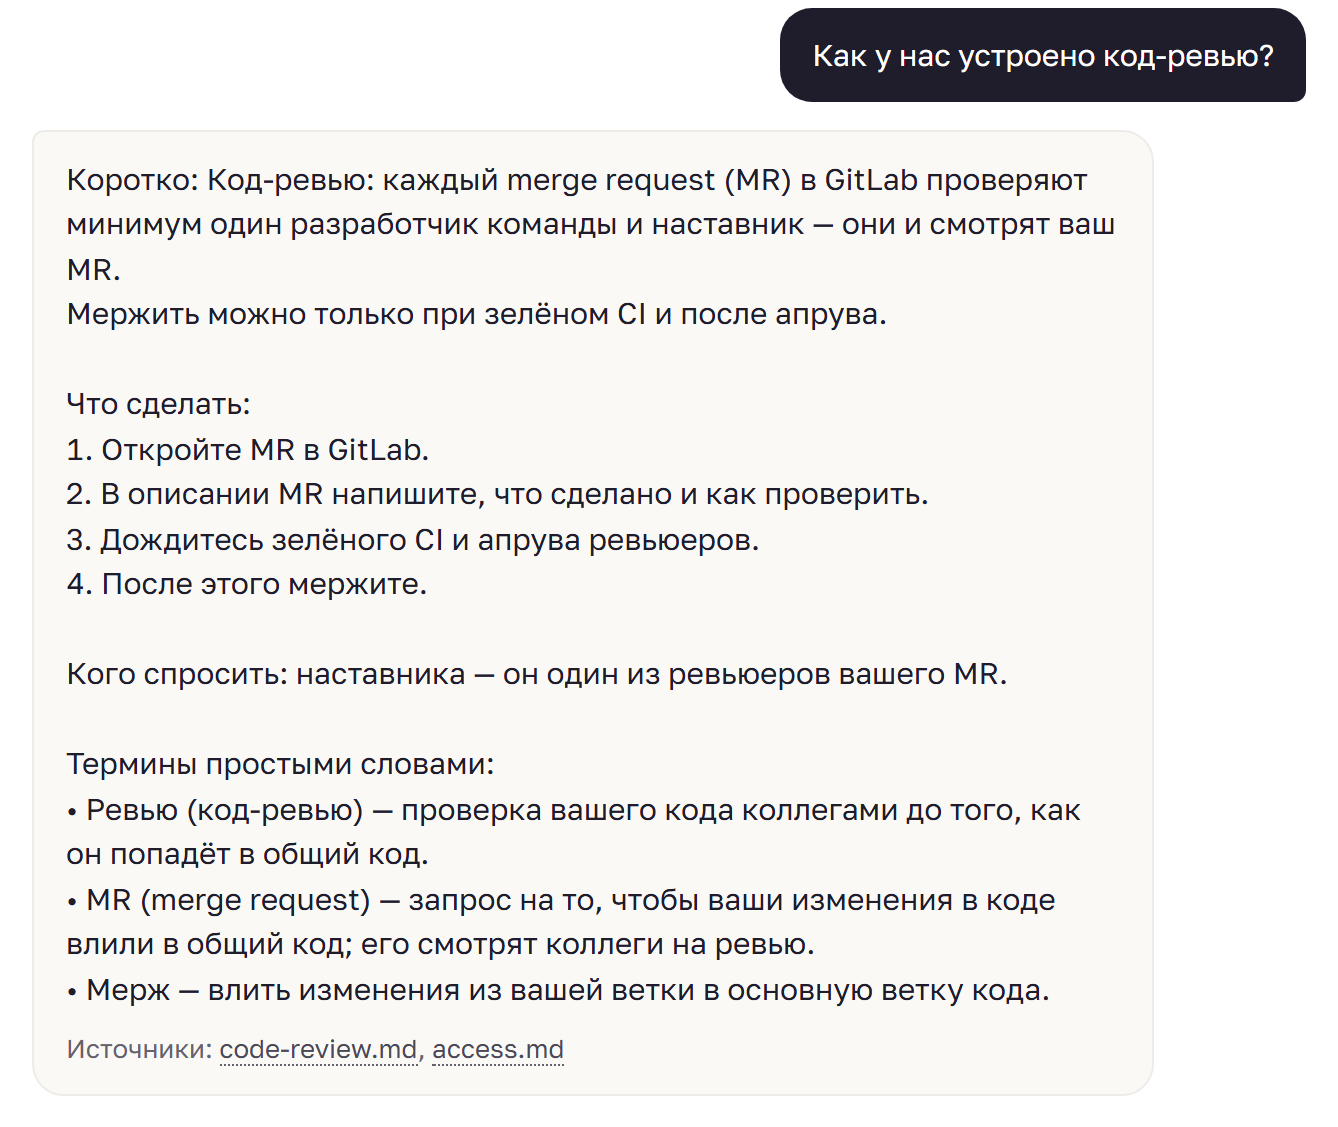 Как у нас устроено код-ревью?
Коротко: Код-ревью: каждый merge request (MR) в GitLab проверяют
минимум один разработчик команды и наставник — они и смотрят ваш
MR.
Мержить можно только при зелёном CI и после апрува.
Что сделать:
1. Откройте MR в GitLab.
2. В описании MR напишите, что сделано и как проверить.
3. Дождитесь зелёного CI и апрува ревьюеров.
4. После этого мержите.
Кого спросить: наставника — он один из ревьюеров вашего MR.
Термины простыми словами:
• Ревью (код-ревью) — проверка вашего кода коллегами до того, как
он попадёт в общий код.
• MR (merge request) — запрос на то, чтобы ваши изменения в коде
влили в общий код; его смотрят коллеги на ревью.
• Мерж — влить изменения из вашей ветки в основную ветку кода.
Источники: code-review.md, access.md